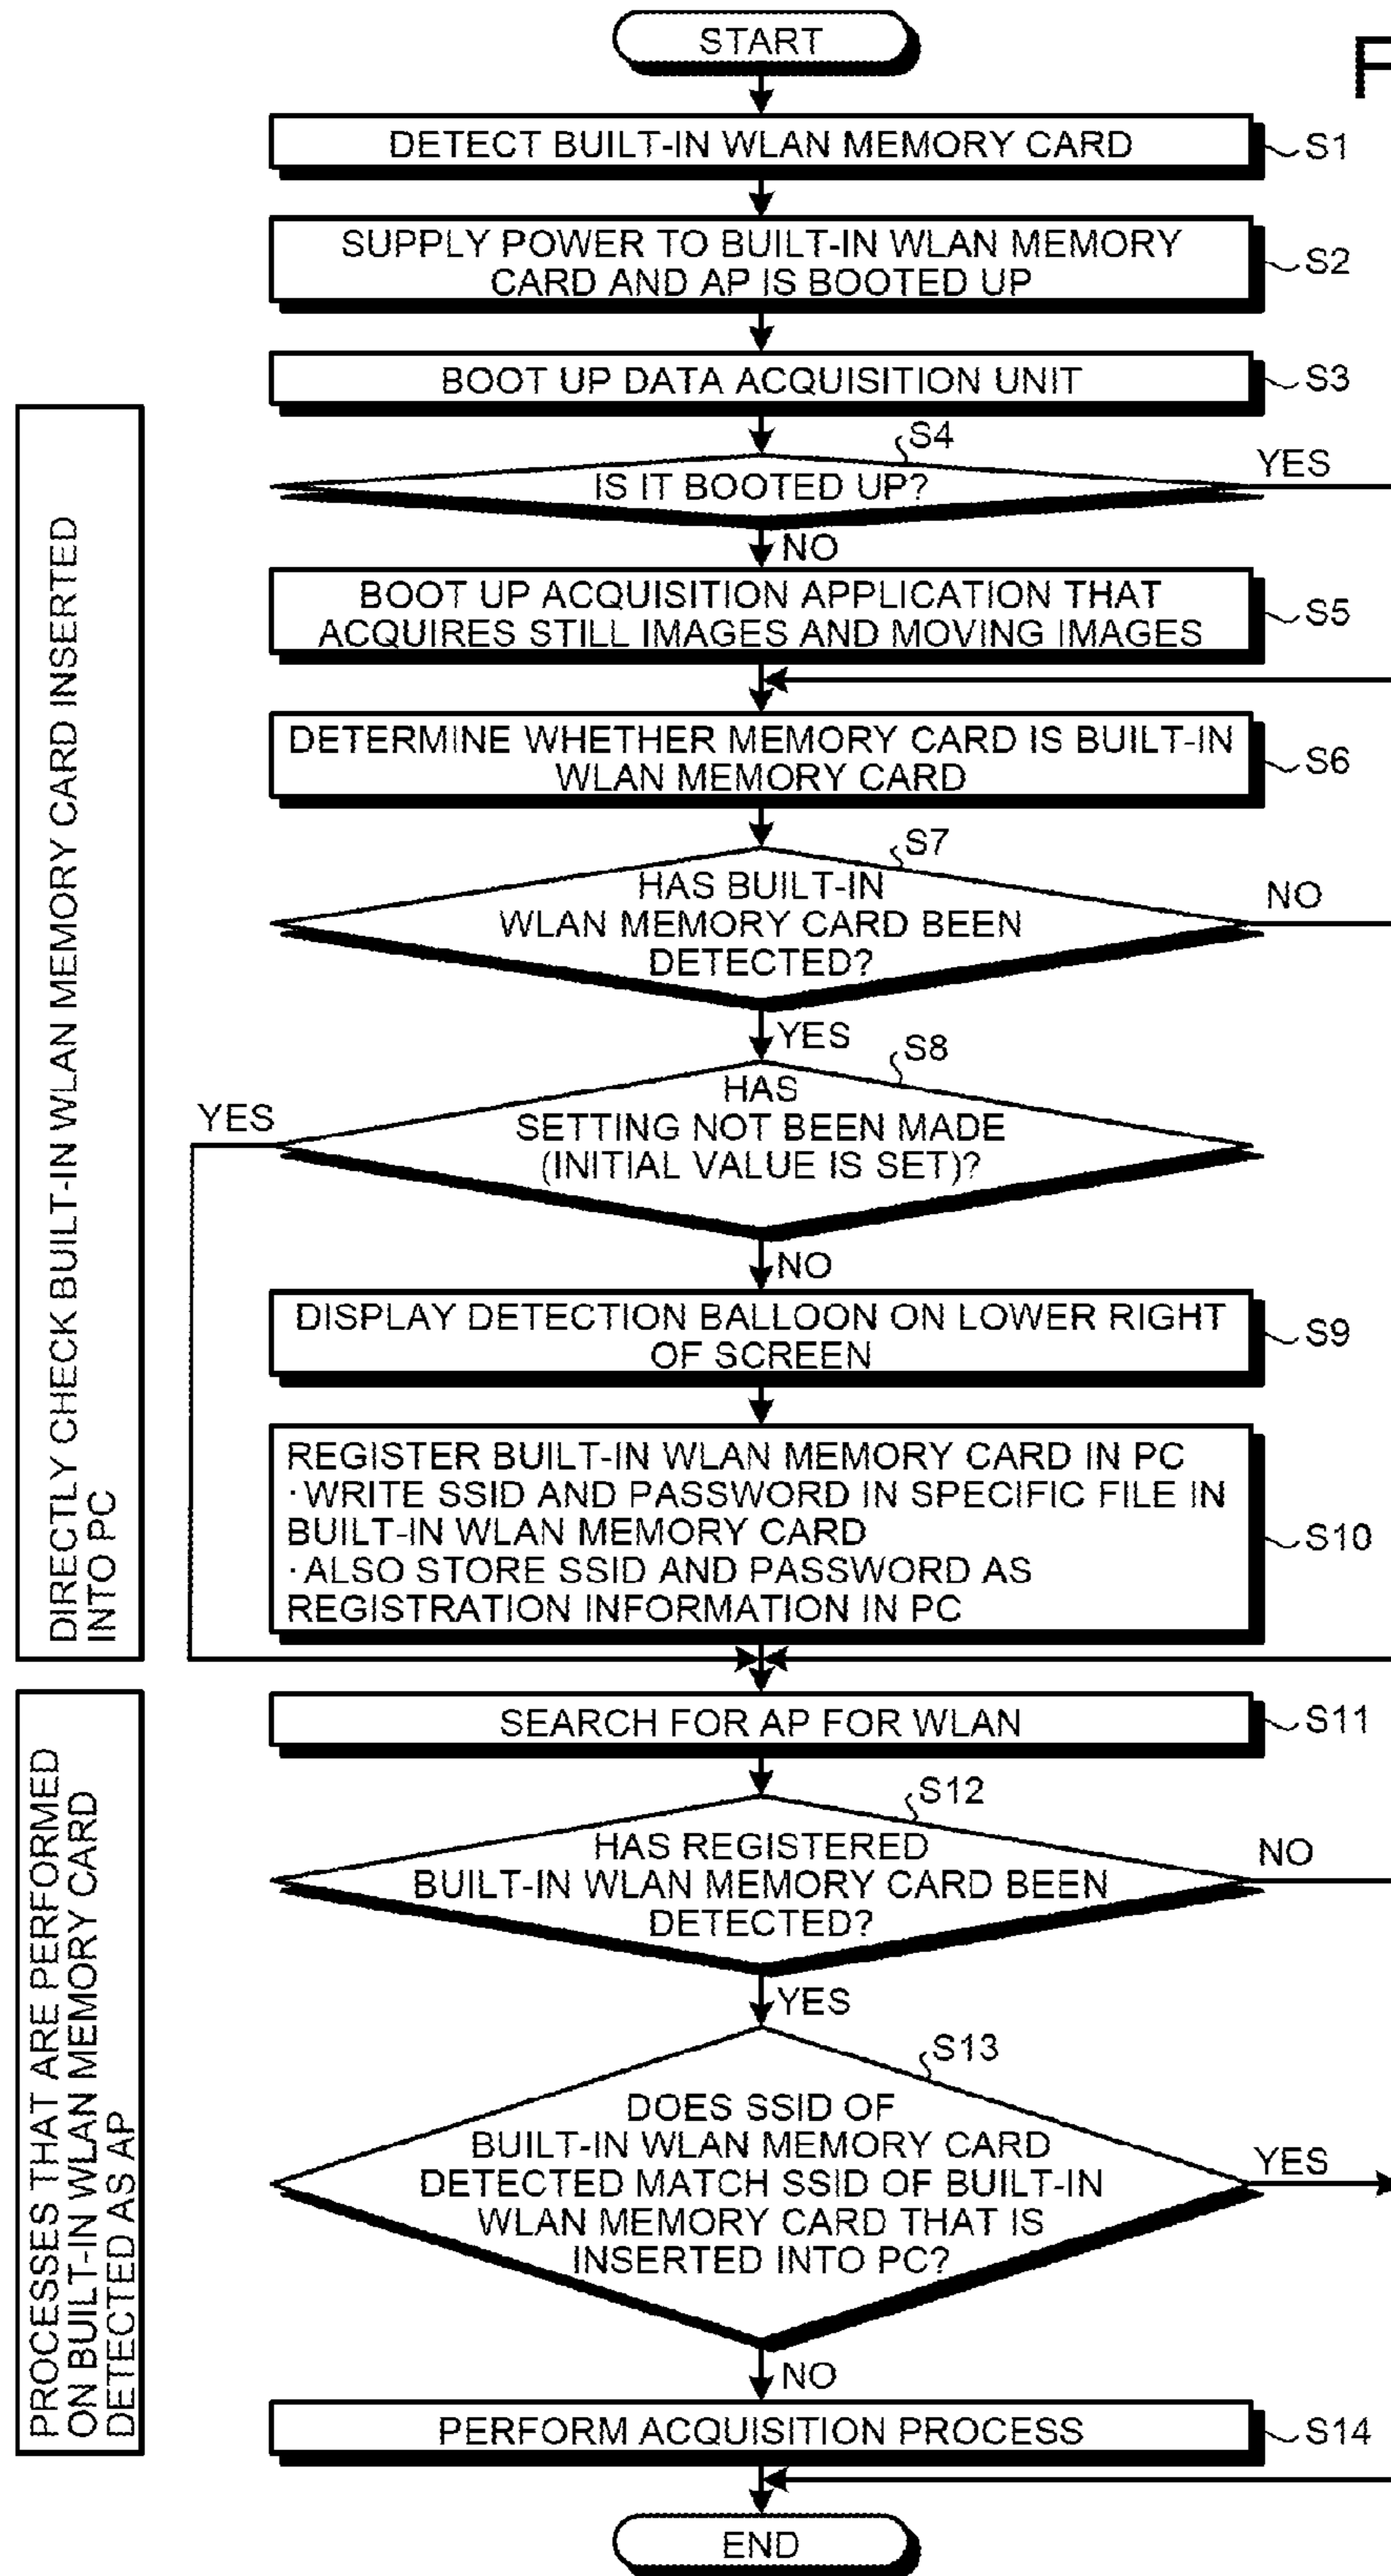 START
F
DETECT BUILT-IN WLAN MEMORY CARD
S1
SUPPLY POWER TO BUILT-IN WLAN MEMORY
CARD AND AP IS BOOTED UP
S2
BOOT UP DATA ACQUISITION UNIT
S3
S4
IS IT BOOTED UP?
YES
NO
BOOT UP ACQUISITION APPLICATION THAT
ACQUIRES STILL IMAGES AND MOVING IMAGES
S5
DETERMINE WHETHER MEMORY CARD IS BUILT-IN
WLAN MEMORY CARD
S6
S7
HAS BUILT-IN
WLAN MEMORY CARD BEEN
DETECTED?
NO
YES
S8
HAS
SETTING NOT BEEN MADE
(INITIAL VALUE IS SET)?
YES
NO
DISPLAY DETECTION BALLOON ON LOWER RIGHT
OF SCREEN
S9
REGISTER BUILT-IN WLAN MEMORY CARD IN PC
·WRITE SSID AND PASSWORD IN SPECIFIC FILE IN
BUILT-IN WLAN MEMORY CARD
·ALSO STORE SSID AND PASSWORD AS
REGISTRATION INFORMATION IN PC
S10
DIRECTLY CHECK BUILT-IN WLAN MEMORY CARD INSERTED
INTO PC
SEARCH FOR AP FOR WLAN
S11
S12
HAS REGISTERED
BUILT-IN WLAN MEMORY CARD BEEN
DETECTED?
NO
YES
S13
DOES SSID OF
BUILT-IN WLAN MEMORY CARD
DETECTED MATCH SSID OF BUILT-IN
WLAN MEMORY CARD THAT IS
INSERTED INTO PC?
YES
NO
PERFORM ACQUISITION PROCESS
S14
PROCESSES THAT ARE PERFORMED
ON BUILT-IN WLAN MEMORY CARD
DETECTED AS AP
END